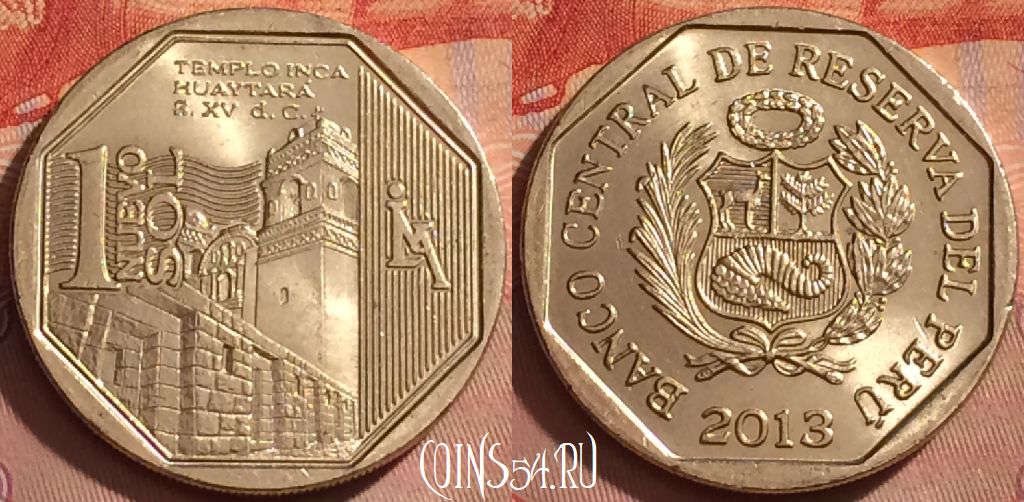 TEMPLO INCA
HUAYTARÁ
S. XV d. C.
1 NUEVO
SOL
BANCO CENTRAL DE RESERVA DEL PERÚ
2013
COINS54.RU